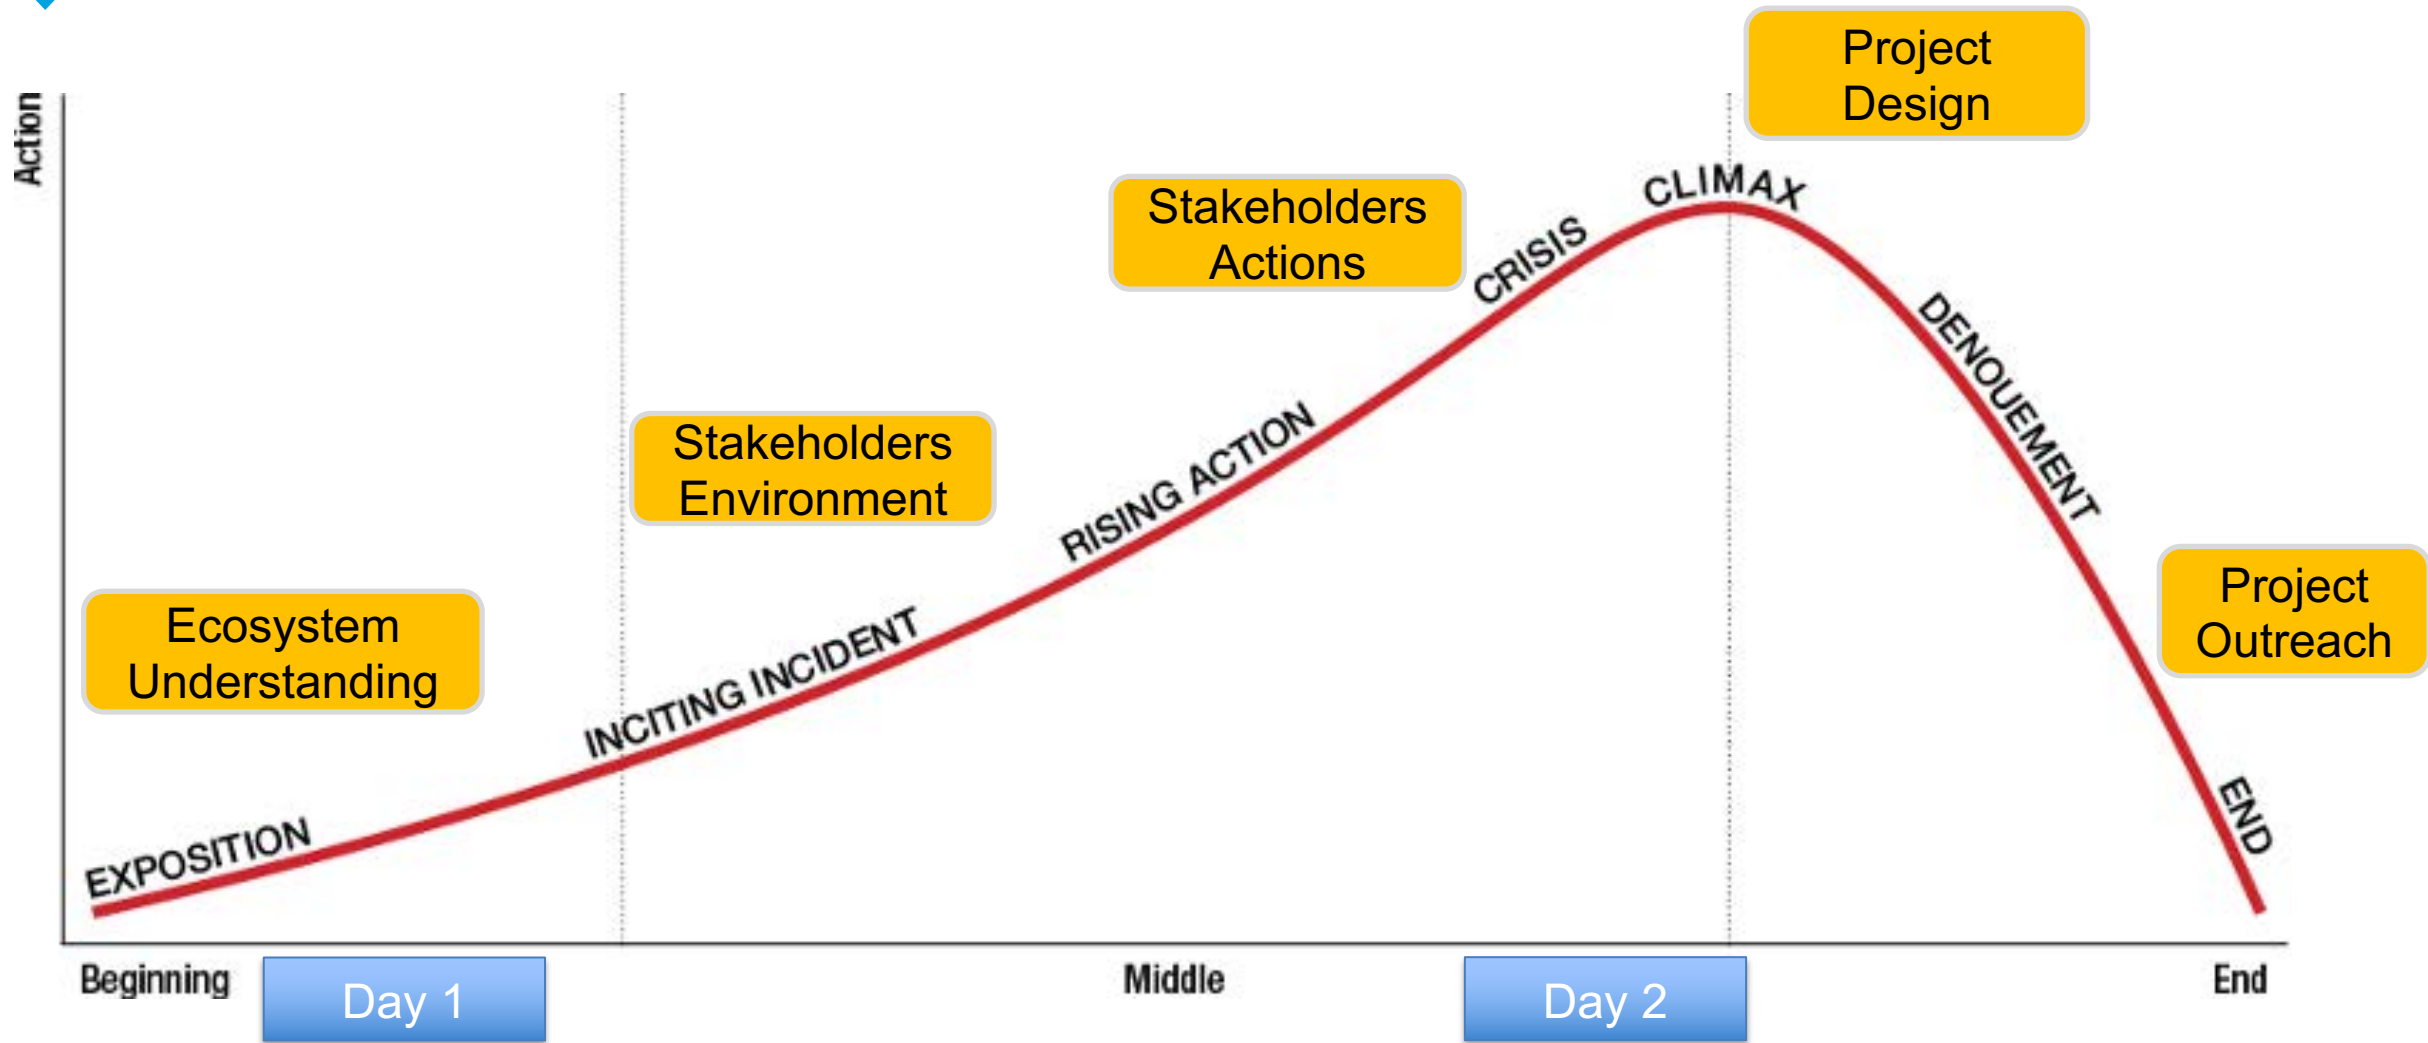 Action
Project
Design
CLIMAX
Stakeholders
Actions
CRISIS
DENOUEMENT
Stakeholders
Environment
RISING ACTION
Project
Outreach
Ecosystem
Understanding
INCITING INCIDENT
END
EXPOSITION
Beginning
Day 1
Middle
Day 2
End